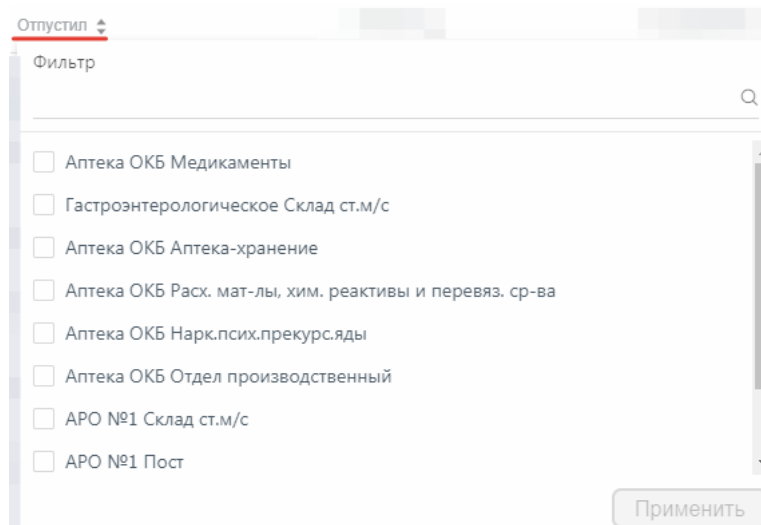 Отпустил
Фильтр
Аптека ОКБ Медикаменты
Гастроэнтерологическое Склад ст.м/с
Аптека ОКБ Аптека-хранение
Аптека ОКБ Расх. мат-лы, хим. реактивы и перевяз. ср-ва
Аптека ОКБ Нарк.псих.прекурс.яды
Аптека ОКБ Отдел производственный
АРО №1 Склад ст.м/с
АРО №1 Пост
Применить